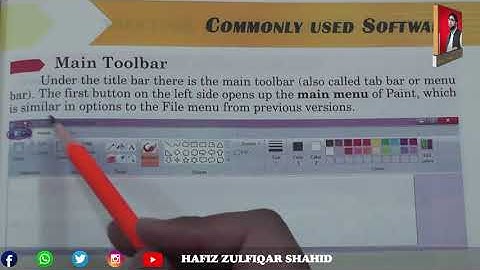 COMMONLY USED SOFTWA
Main Toolbar
Under the title bar there is the main toolbar (also called tab bar or menu
bar). The first button on the left side opens up the main menu of Paint, which
is similar in options to the File menu from previous versions.
HAFIZ ZULFIQAR SHAHID